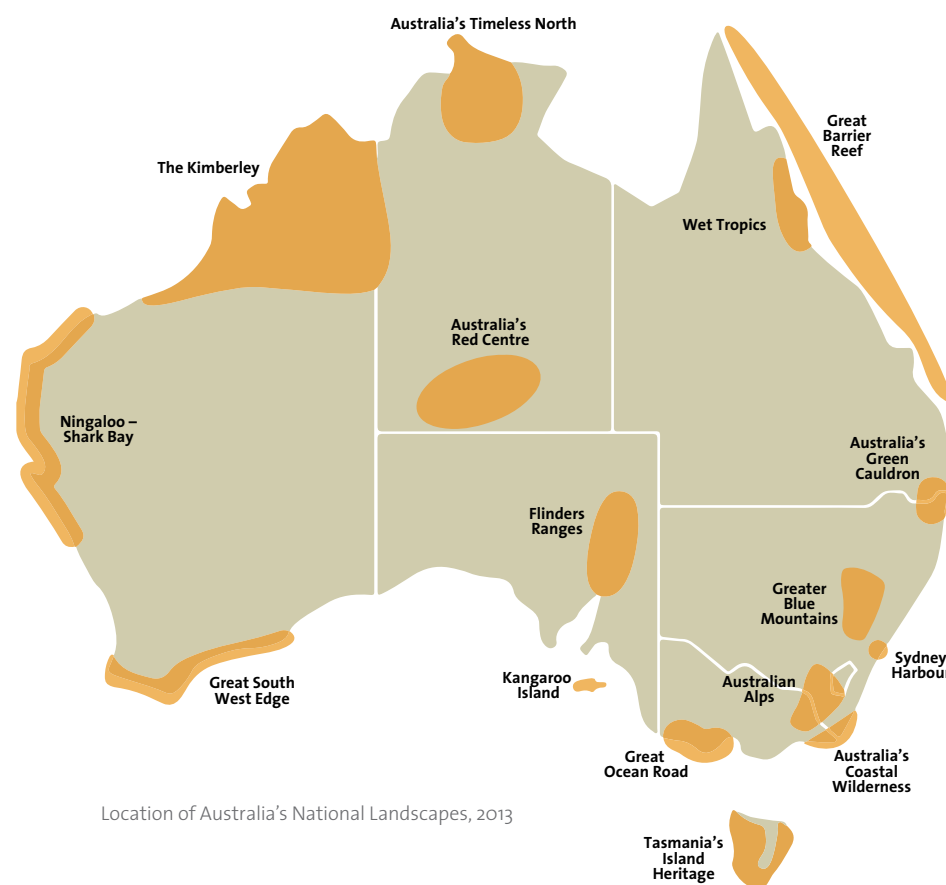 Australia's Timeless North
Great
Barrier
Reef
The Kimberley
Wet Tropics
Australia's
Red Centre
Ningaloo –
Shark Bay
Australia's
Green
Cauldron
Flinders
Ranges
Greater
Blue
Mountains
Sydney
Harbour
Kangaroo
Island
Australian
Alps
Great South
West Edge
Great
Ocean Road
Australia's
Coastal
Wilderness
Location of Australia's National Landscapes, 2013
Tasmania's
Island
Heritage